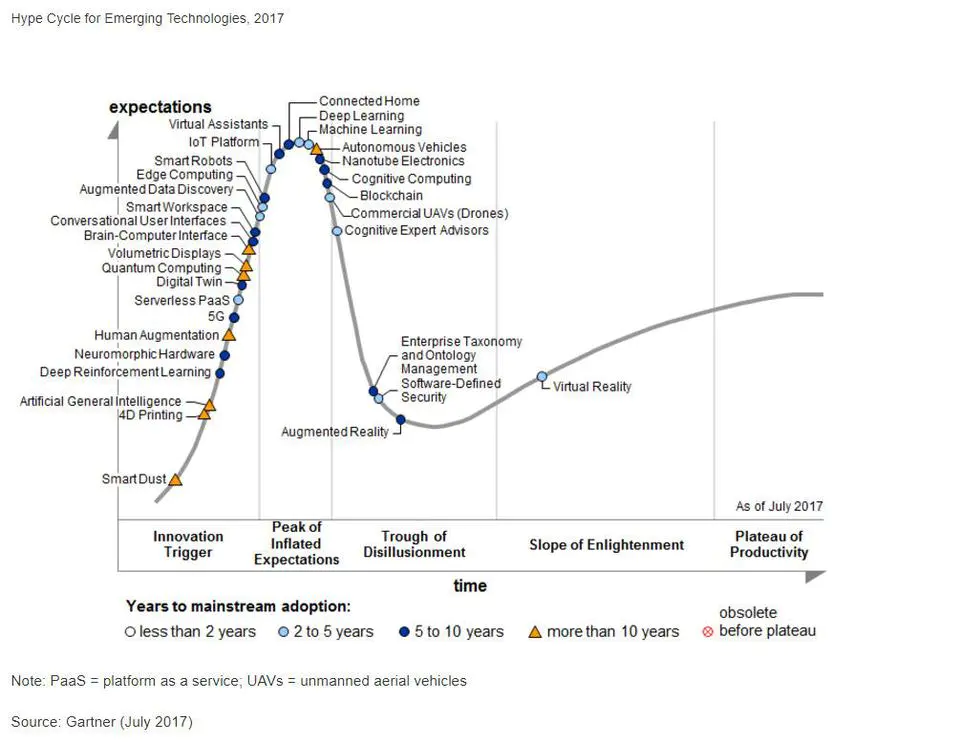 Hype Cycle for Emerging Technologies, 2017
expectations
Connected Home
Deep Learning
Virtual Assistants
Machine Learning
IoT Platform
Autonomous Vehicles
Smart Robots
Nanotube Electronics
Edge Computing
Cognitive Computing
Augmented Data Discovery
Blockchain
Smart Workspace
Commercial UAVs (Drones)
Conversational User Interfaces
Cognitive Expert Advisors
Brain-Computer Interface
Volumetric Displays
Quantum Computing
Digital Twin
Serverless PaaS
5G
Human Augmentation
Neuromorphic Hardware
Deep Reinforcement Learning
Artificial General Intelligence
4D Printing
Smart Dust
Enterprise Taxonomy
and Ontology
Management
Software-Defined
Security
Augmented Reality
Virtual Reality
As of July 2017
Innovation
Trigger
Peak of
Inflated
Expectations
Trough of
Disillusionment
Slope of Enlightenment
Plateau of
Productivity
time
Years to mainstream adoption:
less than 2 years
2 to 5 years
5 to 10 years
more than 10 years
obsolete
before plateau
Note: PaaS = platform as a service; UAVs = unmanned aerial vehicles
Source: Gartner (July 2017)